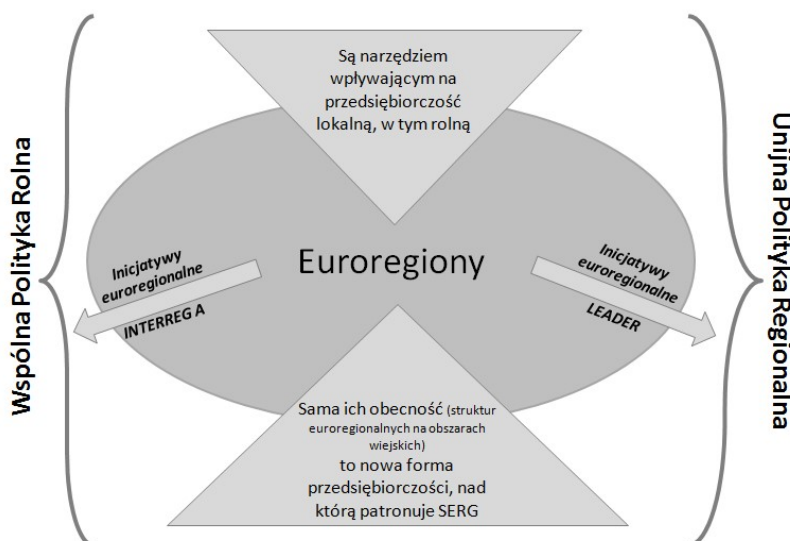 Są narzędziem
wpływającym na
przedsiębiorczość
lokalną, w tym rolną
Wspólna Polityka Rolna
Inicjatywy
euroregionalne
INTERREG A
Euroregiony
Inicjatywy
euroregionalne
LEADER
Unijna Polityka Regionalna
Sama ich obecność (struktur
euroregionalnych na obszarach
wiejskich)
to nowa forma
przedsiębiorczości, nad
którą patronuje SERG